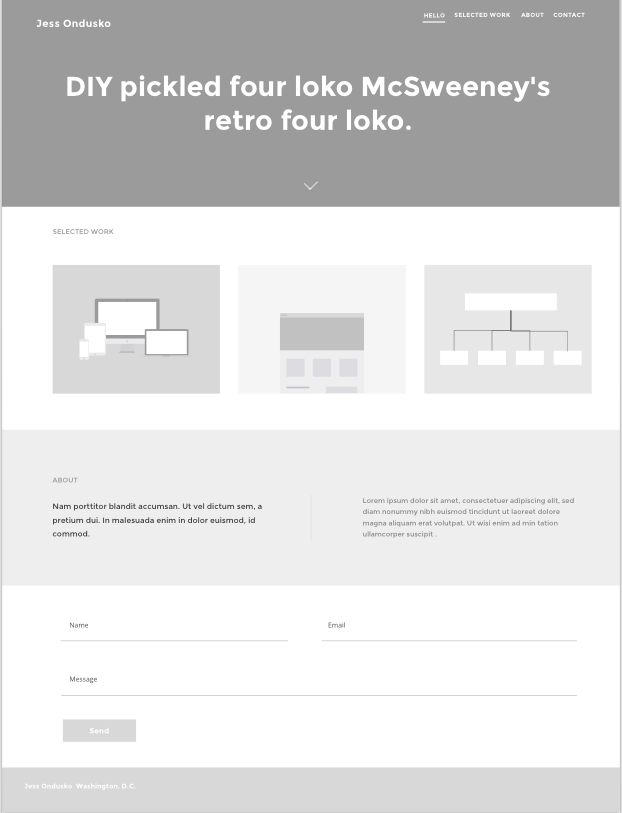 Jess Ondusko
HELLO SELECTED WORK ABOUT CONTACT
DIY pickled four loko McSweeney's
retro four loko.
SELECTED WORK
ABOUT
Nam porttitor blandit accumsan. Ut vel dictum sem, a
pretium dui. In malesuada enim in dolor euismod, id
commod.
Lorem ipsum dolor sit amet, consectetuer adipiscing elit, sed
diam nonummy nibh euismod tincidunt ut laoreet dolore
magna aliquam erat volutpat. Ut wisi enim ad min tation
ullamcorper suscipit .
Name
Email
Message
Send
Jess Ondusko Washington, D.C.